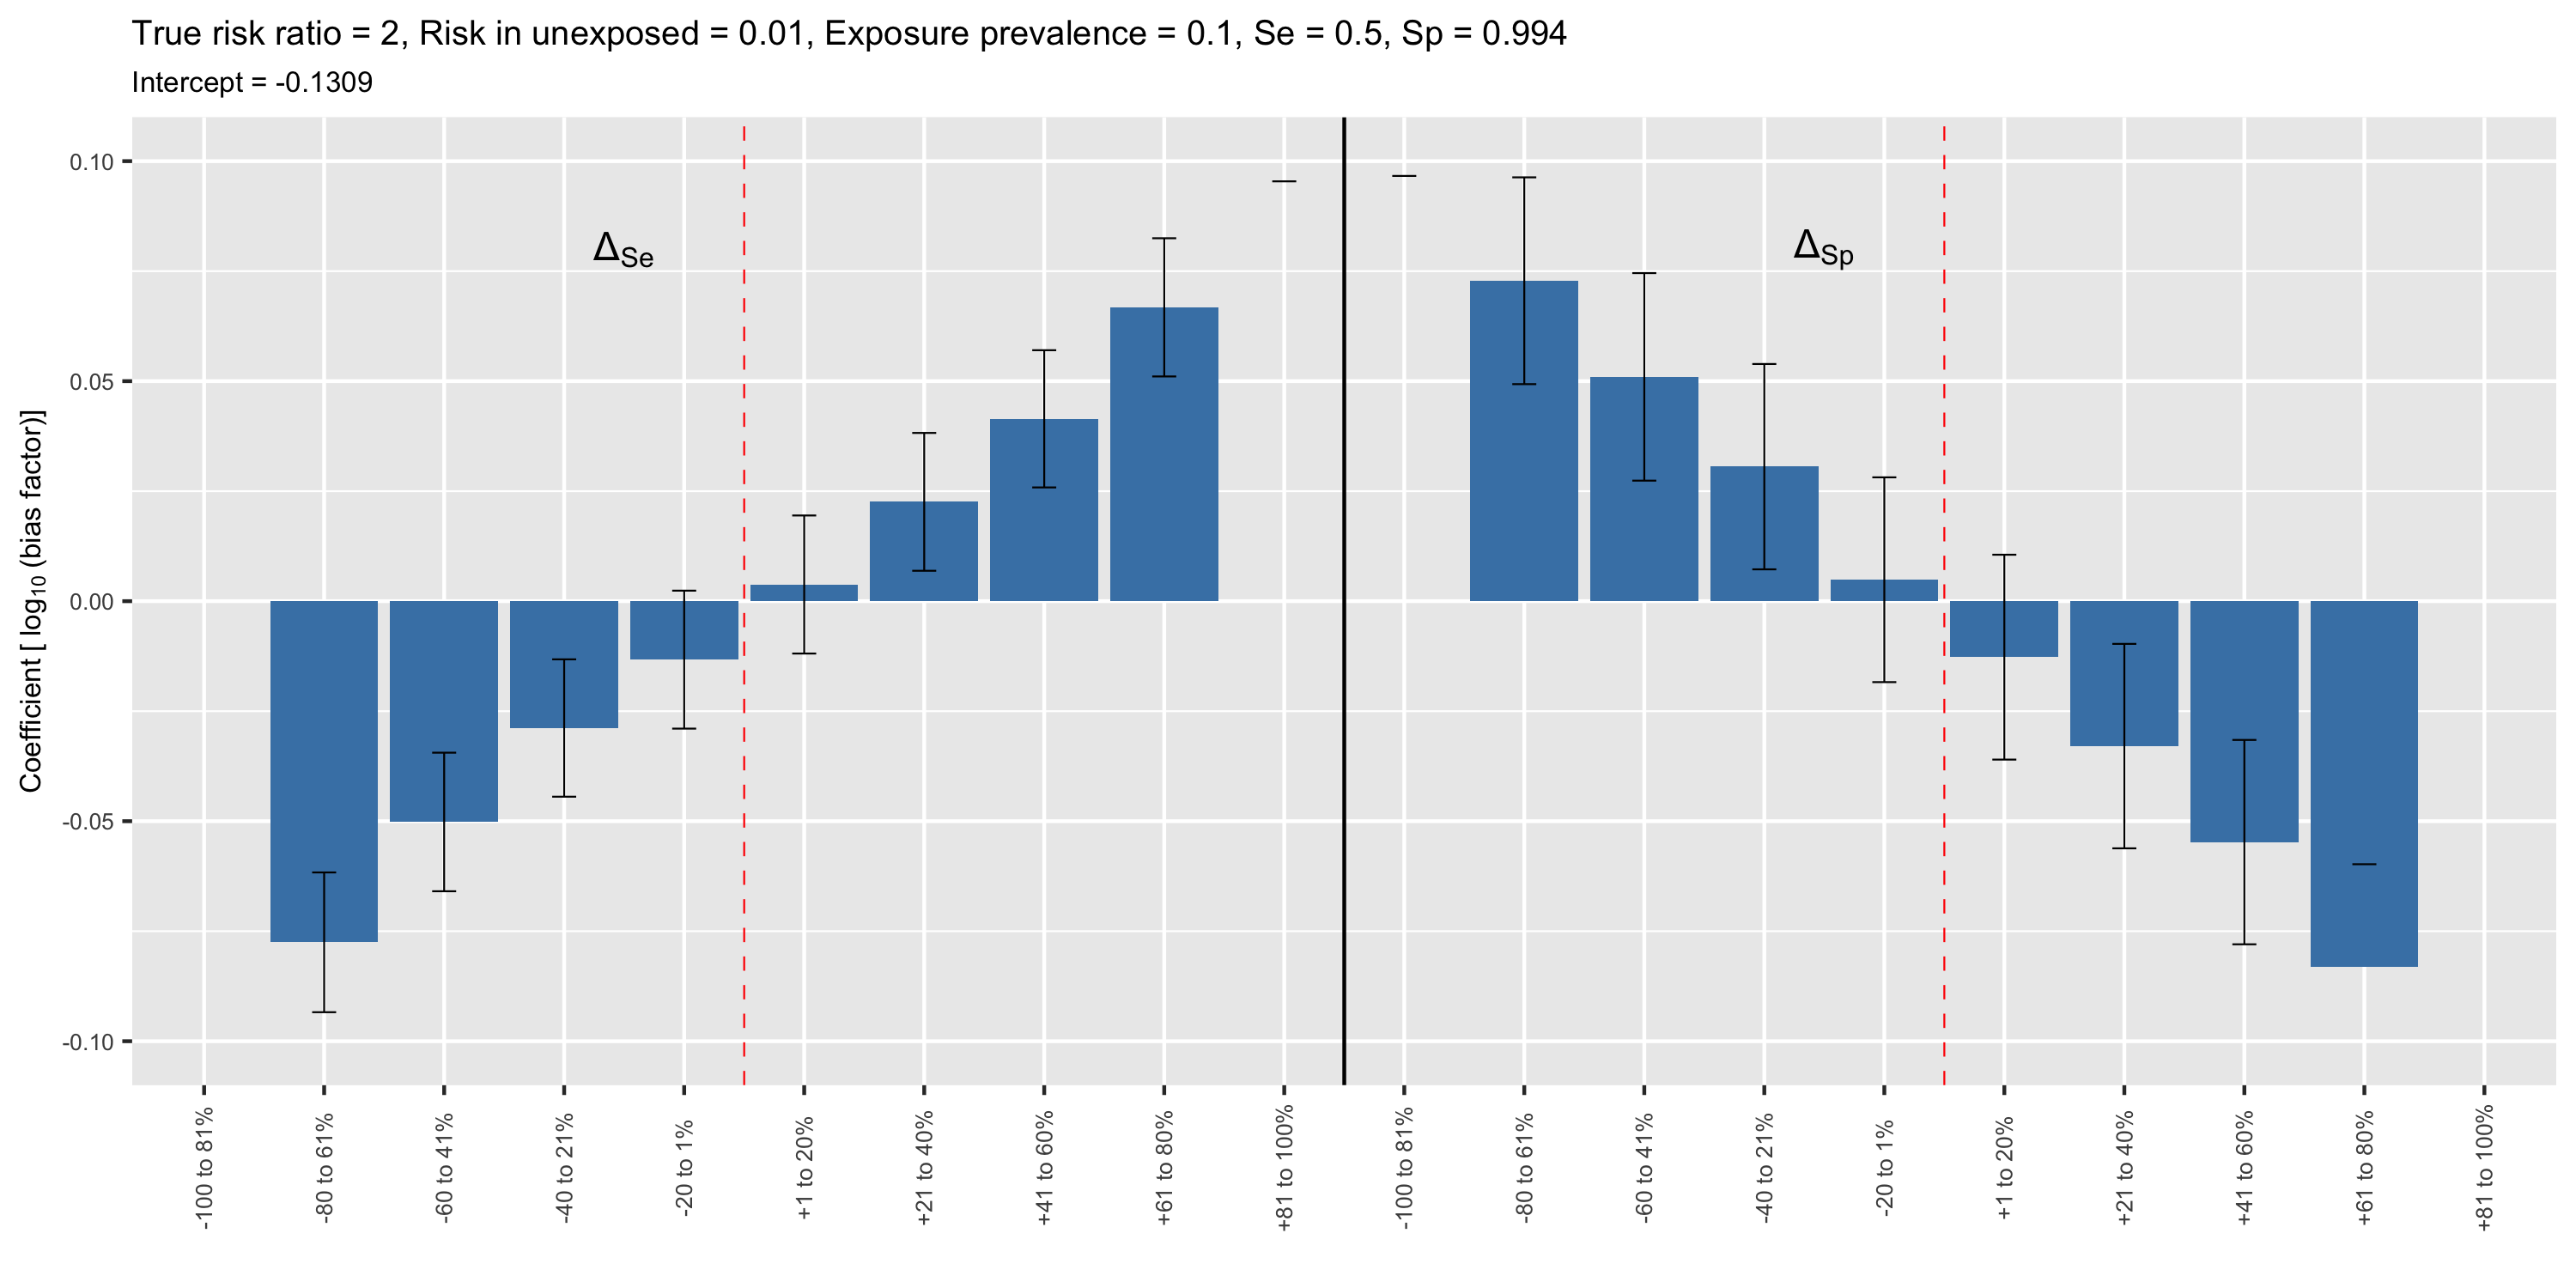 True risk ratio = 2, Risk in unexposed = 0.01, Exposure prevalence = 0.1, Se = 0.5, Sp = 0.994
Intercept = -0.1309
Coefficient [ log10 (bias factor)]
0.10
0.05
0.00
-0.05
-0.10
ΔSe
ΔSp
-100 to 81%
-80 to 61%
-60 to 41%
-40 to 21%
-20 to 1%
+1 to 20%
+21 to 40%
+41 to 60%
+61 to 80%
+81 to 100%
-100 to 81%
-80 to 61%
-60 to 41%
-40 to 21%
-20 to 1%
+1 to 20%
+21 to 40%
+41 to 60%
+61 to 80%
+81 to 100%